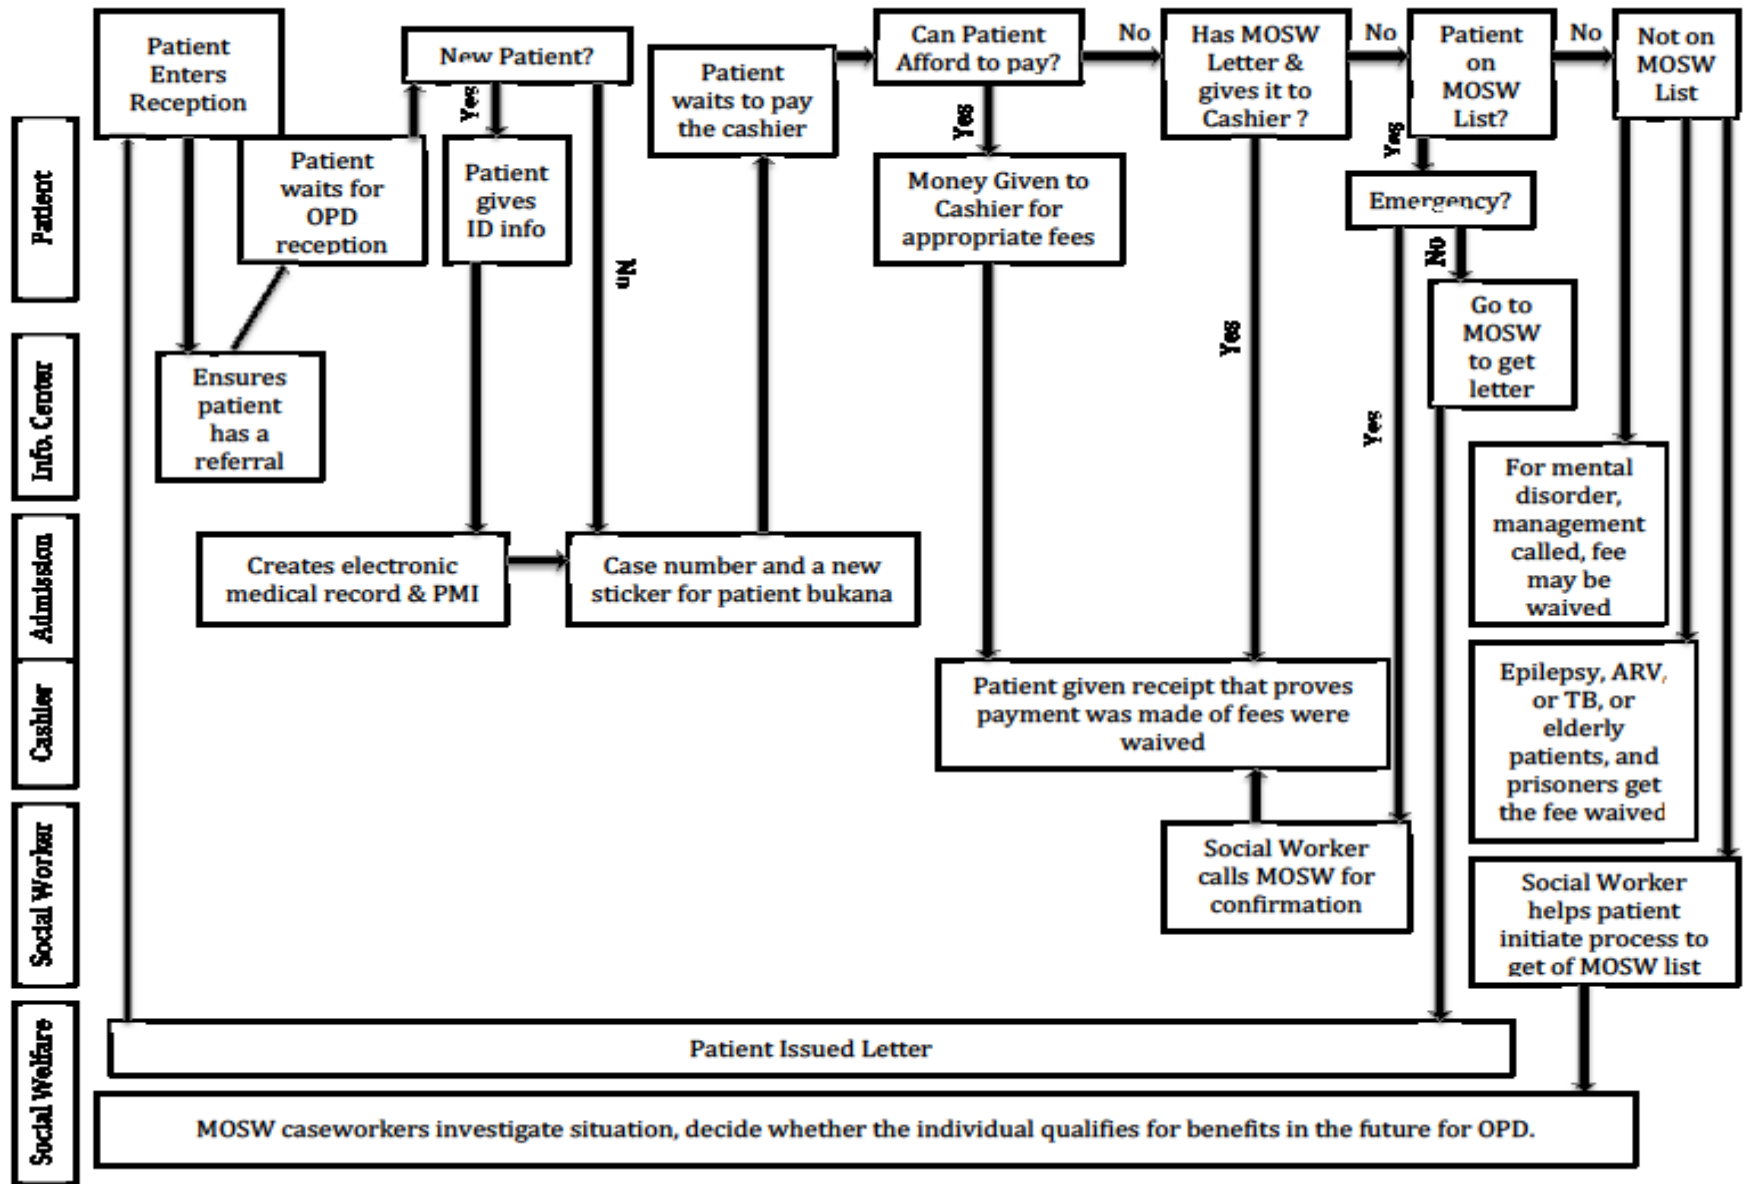 Patient
Enters
Reception
New Patient?
Yes
No
Patient
waits for
OPD
reception
Patient
gives
ID info
Ensures
patient
has a
referral
Creates electronic
medical record & PMI
Case number and a new
sticker for patient bukana
Patient
waits to pay
the cashier
Can Patient
Afford to pay?
No
Yes
Money Given to
Cashier for
appropriate fees
Has MOSW
Letter &
gives it to
Cashier ?
No
Yes
Patient
on
MOSW
List?
No
Yes
Emergency?
No
Yes
Go to
MOSW
to get
letter
Not on
MOSW
List
For mental
disorder,
management
called, fee
may be
waived
Epilepsy, ARV,
or TB, or
elderly
patients, and
prisoners get
the fee waived
Patient given receipt that proves
payment was made of fees were
waived
Social Worker
calls MOSW for
confirmation
Social Worker
helps patient
initiate process to
get of MOSW list
Patient Issued Letter
MOSW caseworkers investigate situation, decide whether the individual qualifies for benefits in the future for OPD.
Patient
Info. Center
Admission
Cashier
Social Worker
Social Welfare